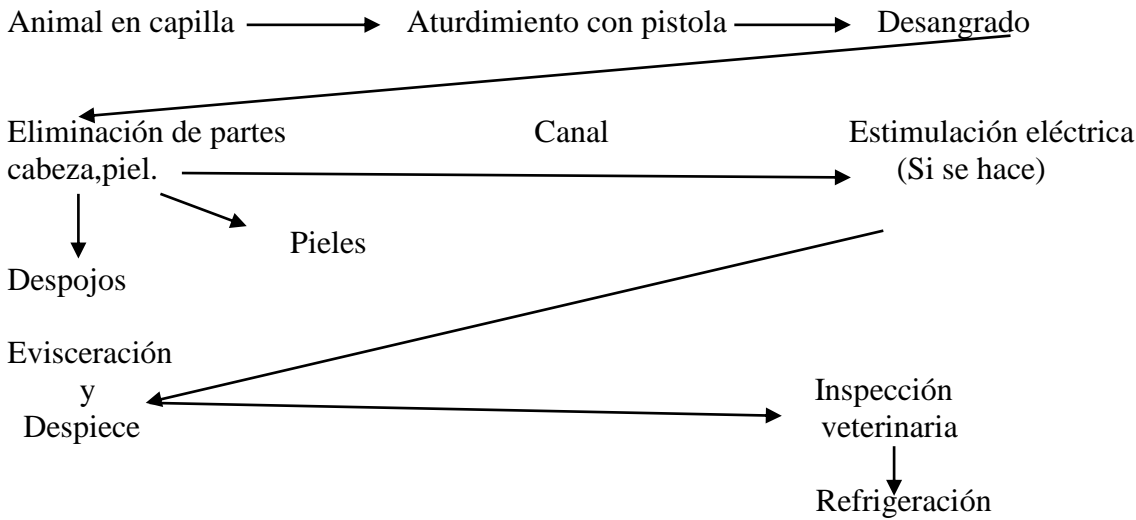 Animal en capilla Aturdimiento con pistola Desangrado
Eliminación de partes Canal Estimulación eléctrica
cabeza,piel. (Si se hace)
Pieles
Despojos
Evisceración
y Inspección
Despiece veterinaria
Refrigeración